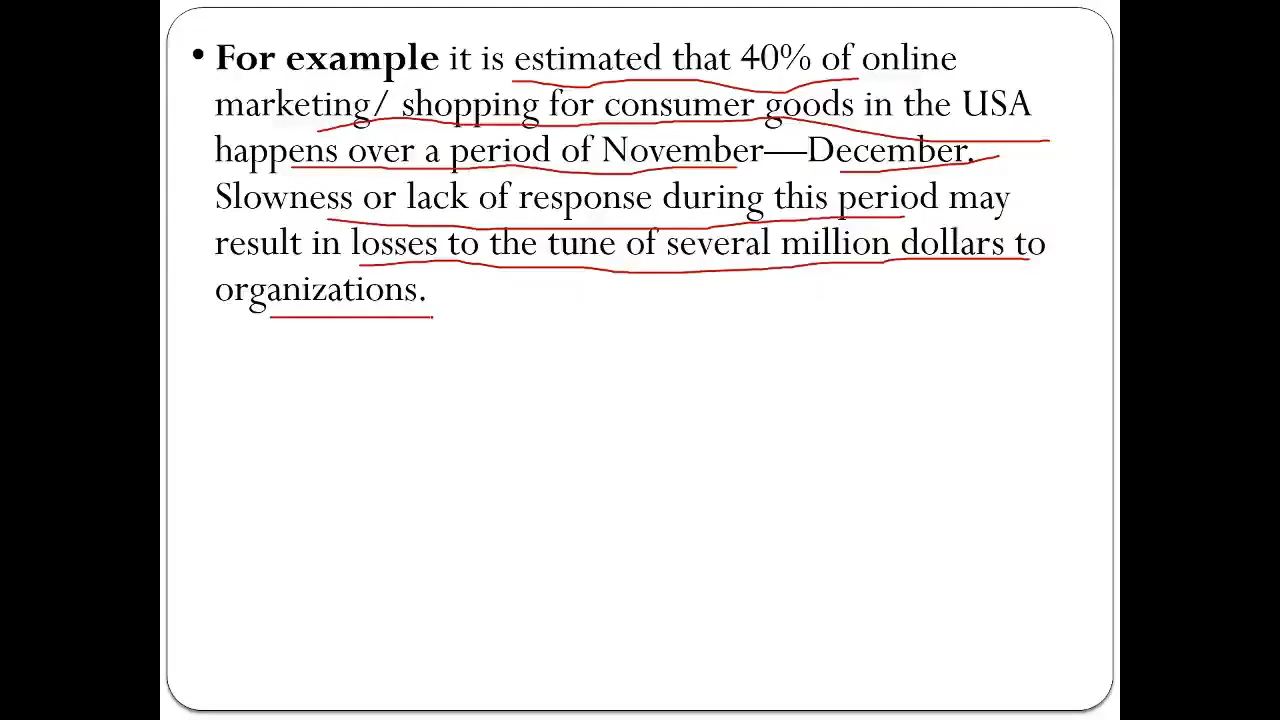 • For example it is estimated that 40% of online
marketing/ shopping for consumer goods in the USA
happens over a period of November—December.
Slowness or lack of response during this period may
result in losses to the tune of several million dollars to
organizations.